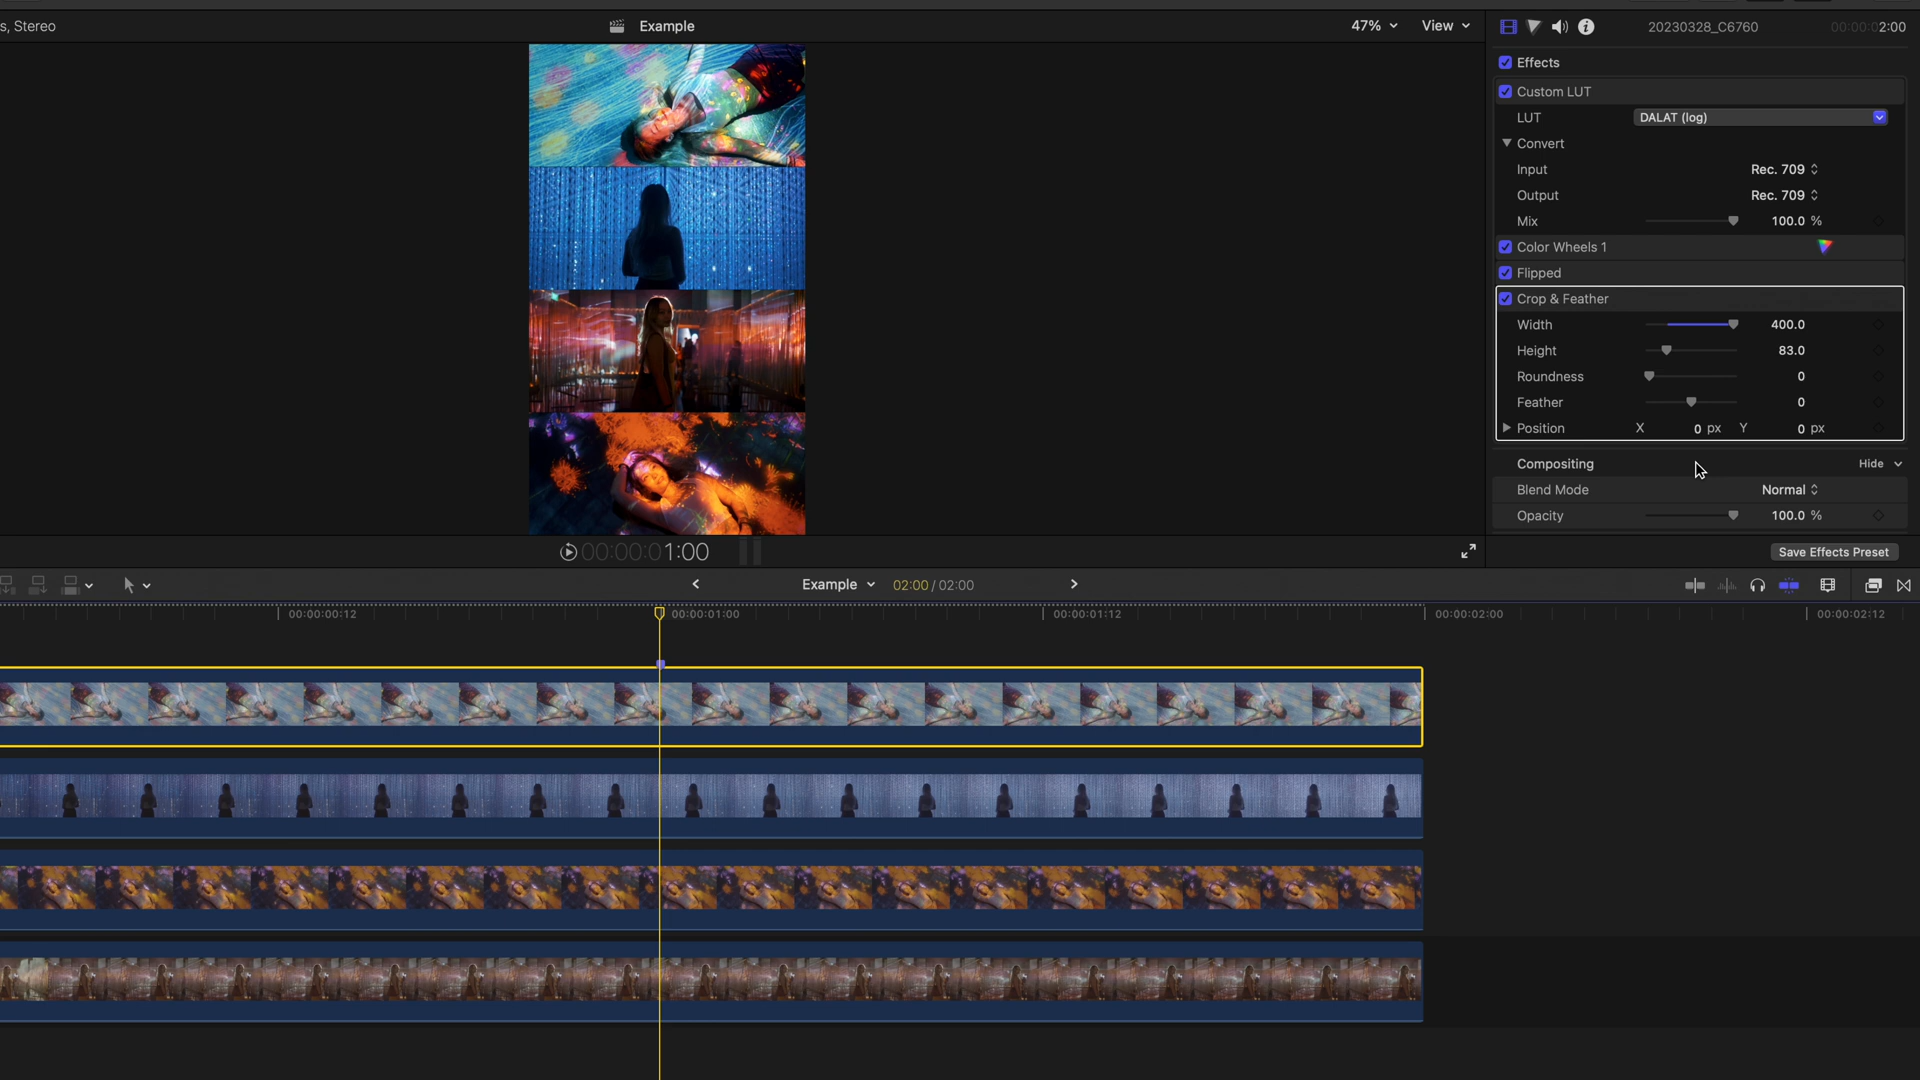 s, Stereo
Example
47%
View
20230328_C6760
00:00:02:00
Effects
Custom LUT
LUT
DALAT (log)
Convert
Input
Rec. 709
Output
Rec. 709
Mix
100.0 %
Color Wheels 1
Flipped
Crop & Feather
Width
400.0
Height
83.0
Roundness
0
Feather
0
Position
X 0 px Y 0 px
Compositing
Hide
Blend Mode
Normal
Opacity
100.0 %
00:00:01:00
Save Effects Preset
Example
02:00 / 02:00
00:00:00:12
00:00:01:00
00:00:01:12
00:00:02:00
00:00:02:12